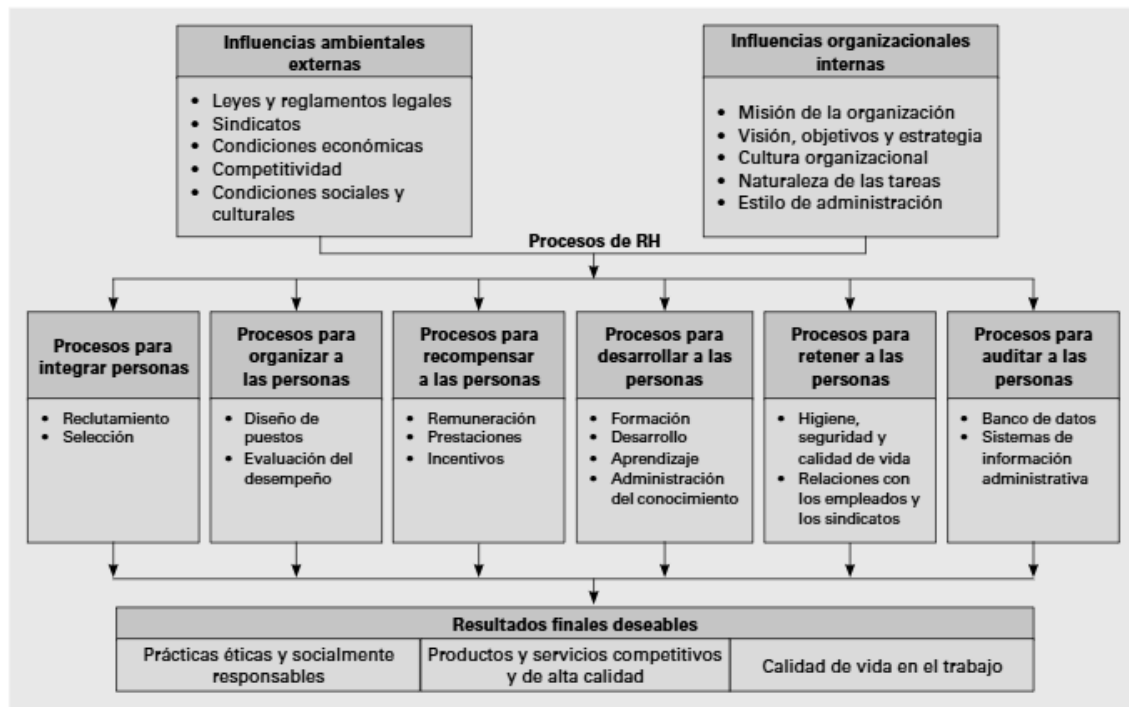 Influencias ambientales
externas
• Leyes y reglamentos legales
• Sindicatos
• Condiciones económicas
• Competitividad
• Condiciones sociales y
culturales
Influencias organizacionales
internas
• Misión de la organización
• Visión, objetivos y estrategia
• Cultura organizacional
• Naturaleza de las tareas
• Estilo de administración
Procesos de RH
Procesos para
integrar personas
• Reclutamiento
• Selección
Procesos para
organizar a
las personas
• Diseño de
puestos
• Evaluación del
desempeño
Procesos para
recompensar
a las personas
• Remuneración
• Prestaciones
• Incentivos
Procesos para
desarrollar a las
personas
• Formación
• Desarrollo
• Aprendizaje
• Administración
del conocimiento
Procesos para
retener a las
personas
• Higiene,
seguridad y
calidad de vida
• Relaciones con
los empleados y
los sindicatos
Procesos para
auditar a las
personas
• Banco de datos
• Sistemas de
información
administrativa
Resultados finales deseables
Prácticas éticas y socialmente
responsables
Productos y servicios competitivos
y de alta calidad
Calidad de vida en el trabajo